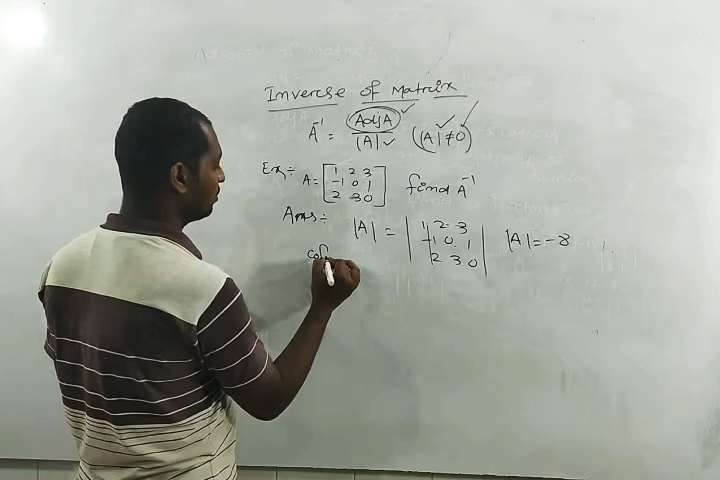 Inverse of Matrix
A⁻¹ = AdjA / |A| (|A| ≠ 0)
Ex:- A = [1 2 3 find A⁻¹
-1 0 1
2 3 0]
Ans:- |A| = | 1 2 3 |A| = -8
-1 0 1
2 3 0 |
cof